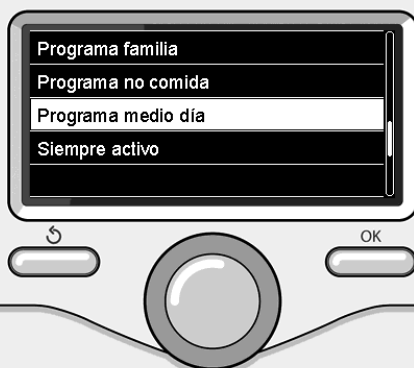 Programa familia
Programa no comida
Programa medio día
Siempre activo
OK